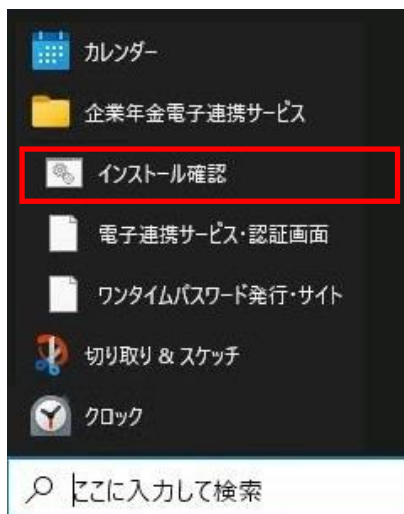 カレンダー
企業年金電子連携サービス
インストール確認
電子連携サービス・認証画面
ワンタイムパスワード発行・サイト
切り取り & スケッチ
クロック
ここに入力して検索